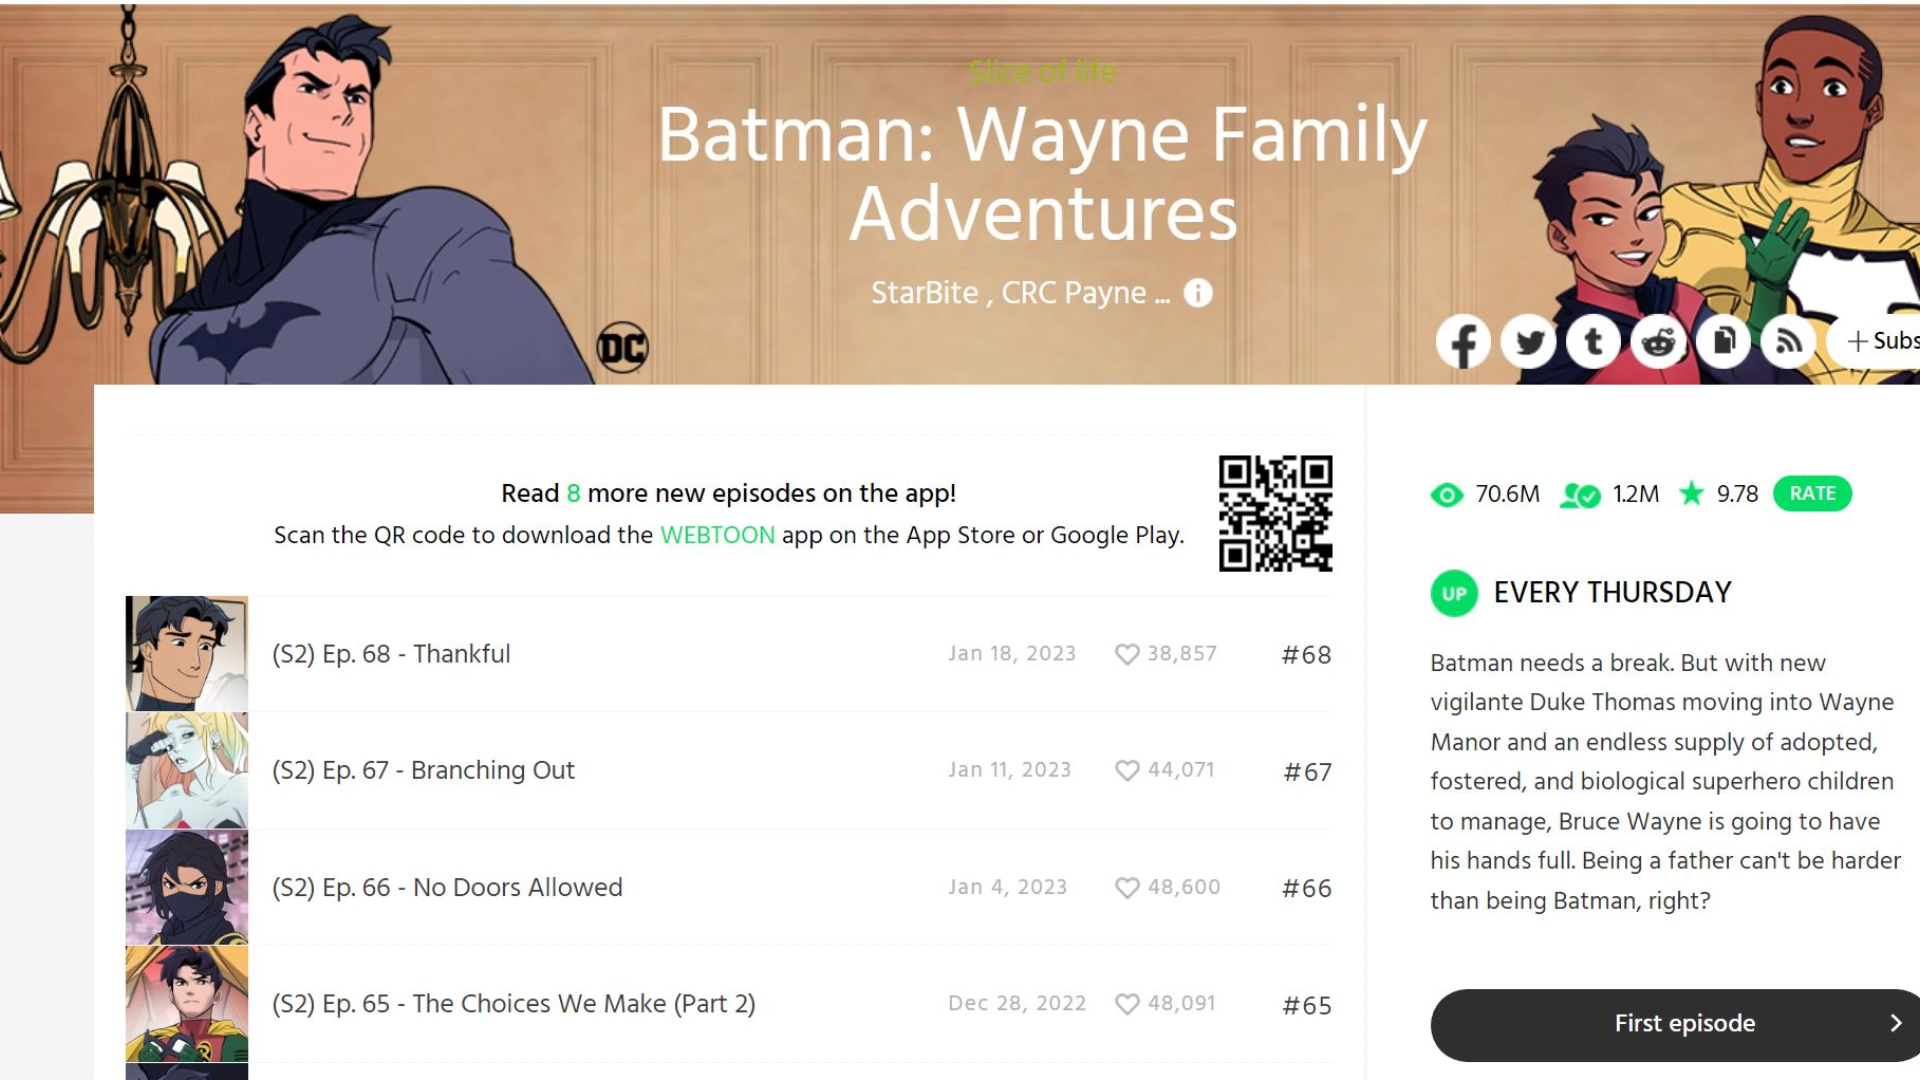 Slice of life
Batman: Wayne Family
Adventures
StarBite , CRC Payne ... i
DC
f
t
+ Subs
Read 8 more new episodes on the app!
Scan the QR code to download the WEBTOON app on the App Store or Google Play.
(S2) Ep. 68 - Thankful Jan 18, 2023 38,857 #68
(S2) Ep. 67 - Branching Out Jan 11, 2023 44,071 #67
(S2) Ep. 66 - No Doors Allowed Jan 4, 2023 48,600 #66
(S2) Ep. 65 - The Choices We Make (Part 2) Dec 28, 2022 48,091 #65
70.6M 1.2M 9.78 RATE
UP EVERY THURSDAY
Batman needs a break. But with new
vigilante Duke Thomas moving into Wayne
Manor and an endless supply of adopted,
fostered, and biological superhero children
to manage, Bruce Wayne is going to have
his hands full. Being a father can't be harder
than being Batman, right?
First episode